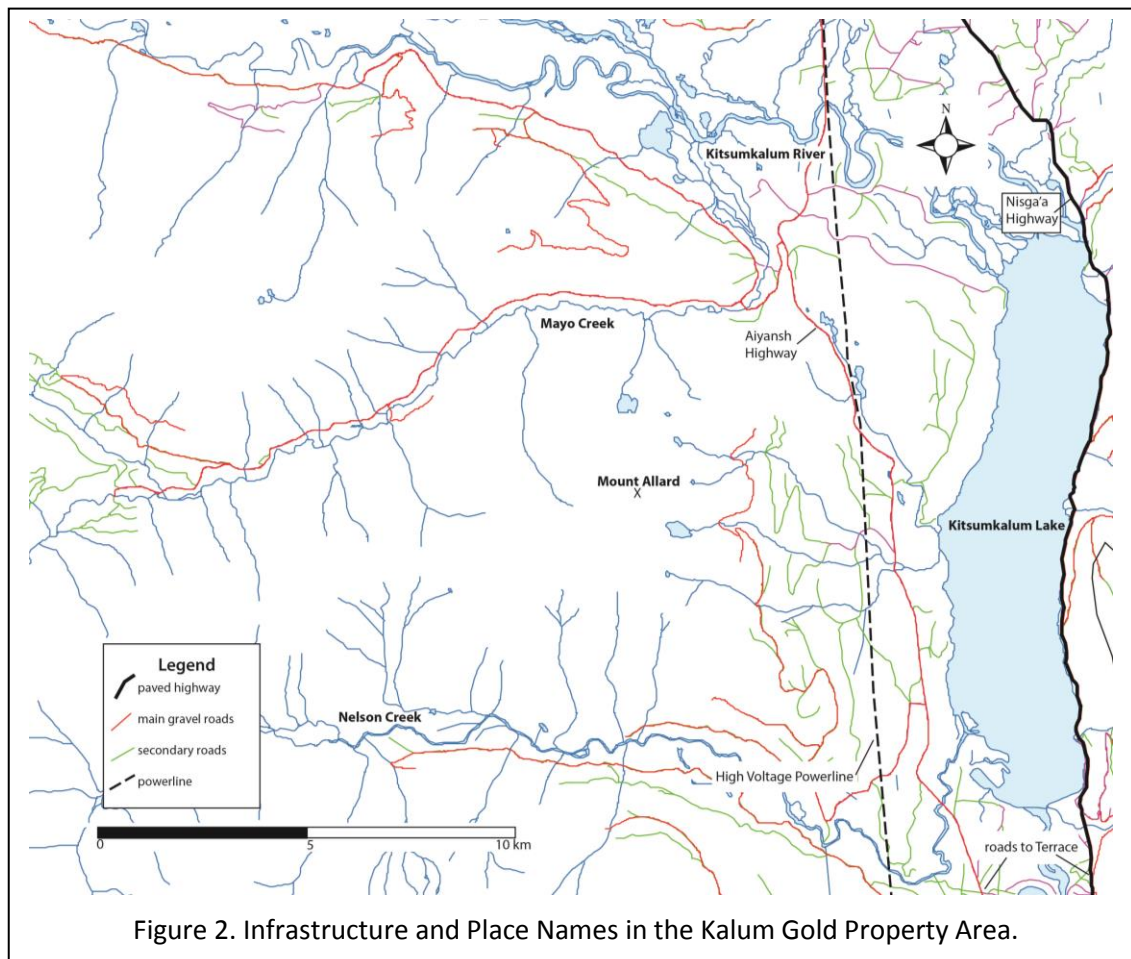 N
Kitsumkalum River
Nisga'a
Highway
Mayo Creek
Aiyansh
Highway
Mount Allard
X
Kitsumkalum Lake
Legend
paved highway
main gravel roads
secondary roads
powerline
Nelson Creek
High Voltage Powerline
0 5 10 km
roads to Terrace
Figure 2. Infrastructure and Place Names in the Kalum Gold Property Area.